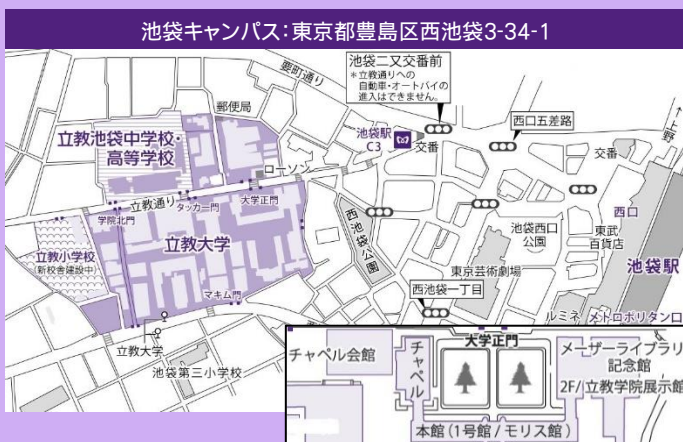 池袋キャンパス:東京都豊島区西池袋3-34-1
要町通り
池袋二又交番前
*立教通りへの
自動車・オートバイの
進入はできません。
郵便局
立教池袋中学校・
高等学校
池袋駅
C3
交番
西口五差路
上野
交番
ローソン
立教通り
学院北門
タッカー門
大学正門
西口
立教大学
西池袋公園
池袋西口
公園
東武
百貨店
立教小学校
(新校舎建設中)
東京芸術劇場
池袋駅
マキム門
西池袋一丁目
ルミネ
メトロポリタン口
立教大学
池袋第三小学校
大学正門
チャペル会館
チャペル
メーザーライブラリ
記念館
2F/立教学院展示館
本館(1号館/モリス館)